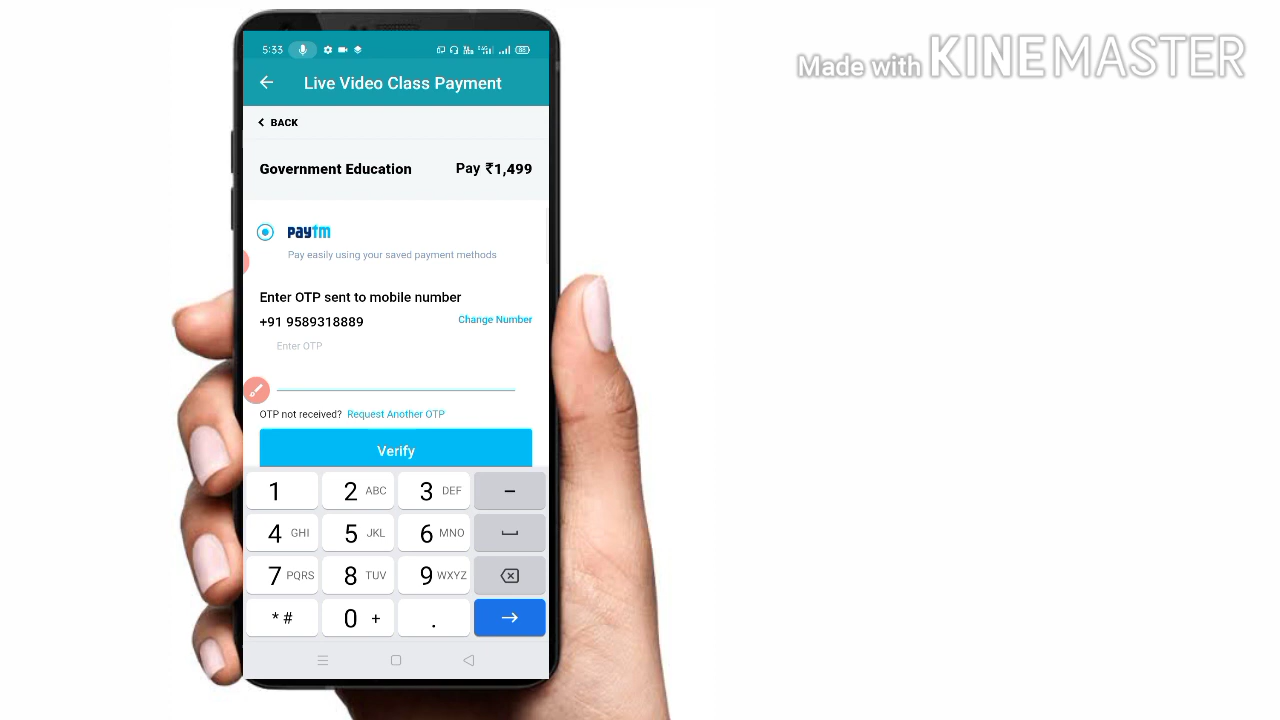 Made with KINEMASTER
5:33
Live Video Class Payment
BACK
Government Education Pay ₹1,499
paytm
Pay easily using your saved payment methods
Enter OTP sent to mobile number
+91 9589318889 Change Number
Enter OTP
OTP not received? Request Another OTP
Verify
1 2 ABC 3 DEF –
4 GHI 5 JKL 6 MNO
7 PQRS 8 TUV 9 WXYZ
* # 0 + .